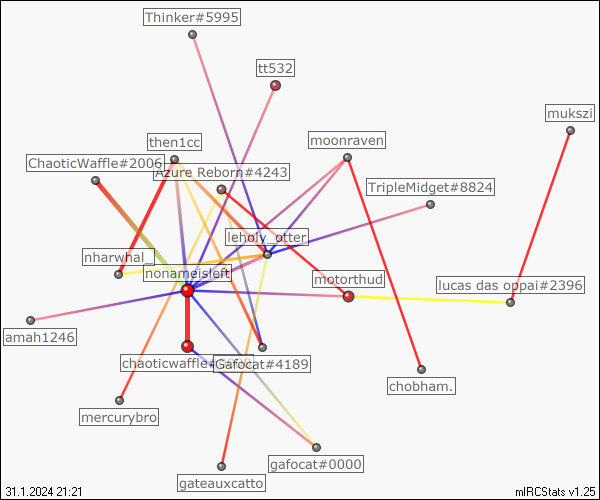 Thinker#5995
tt532
mukszi
then1cc
moonraven
ChaoticWaffle#2006
Azure Reborn#4243
TripleMidget#8824
leholy_otter
nharwhal_
nonameisleft
motorthud
lucas das oppai#2396
amah1246
Gafocat#4189
chobham.
mercurybro
gafocat#0000
gateauxcatto
31.1.2024 21:21
mIRCStats v1.25